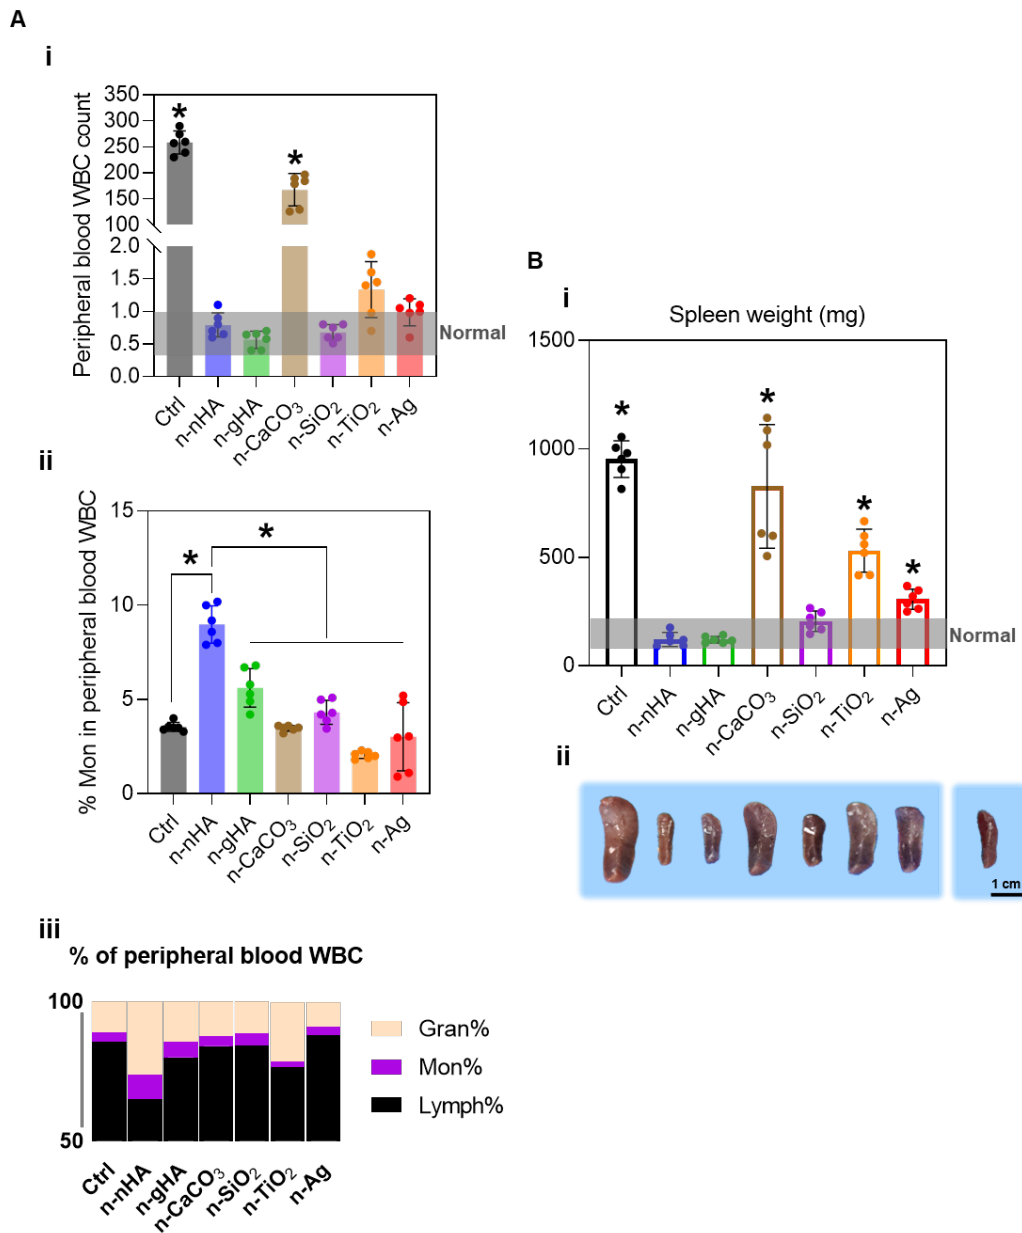 A
i
Peripheral blood WBC count
350
300
250
200
150
100
2.0
1.5
1.0
0.5
0.0
*
*
Normal
Ctrl
n-nHA
n-gHA
n-CaCO₃
n-SiO₂
n-TiO₂
n-Ag
ii
% Mon in peripheral blood WBC
15
10
5
0
*
*
Ctrl
n-nHA
n-gHA
n-CaCO₃
n-SiO₂
n-TiO₂
n-Ag
iii
% of peripheral blood WBC
100
50
Gran%
Mon%
Lymph%
Ctrl
n-nHA
n-gHA
n-CaCO₃
n-SiO₂
n-TiO₂
n-Ag
B
i
Spleen weight (mg)
1500
1000
500
0
*
*
*
*
Normal
Ctrl
n-nHA
n-gHA
n-CaCO₃
n-SiO₂
n-TiO₂
n-Ag
ii
1 cm